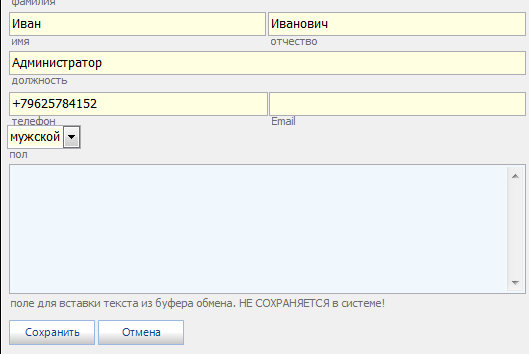 фамилия
Иван Иванович
имя отчество
Администратор
должность
+79625784152
телефон Email
мужской
пол
поле для вставки текста из буфера обмена. НЕ СОХРАНЯЕТСЯ в системе!
Сохранить Отмена